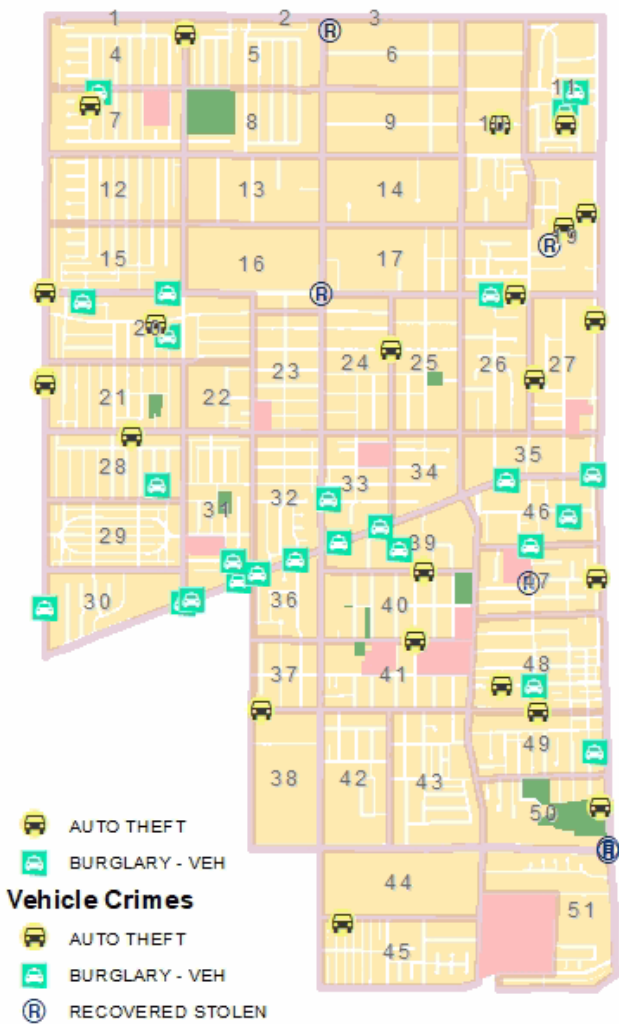 1 2 3
R
4 5 6
11
7 8 9
12 13 14
R 19
15 16 17
R
20
23 24 25 26 27
21 22
35
28 33 34
32
31 46
29 39
R
30 36 40
48
37 41
49
38 42 43
50
R
44
51
45
AUTO THEFT
BURGLARY - VEH
Vehicle Crimes
AUTO THEFT
BURGLARY - VEH
R RECOVERED STOLEN